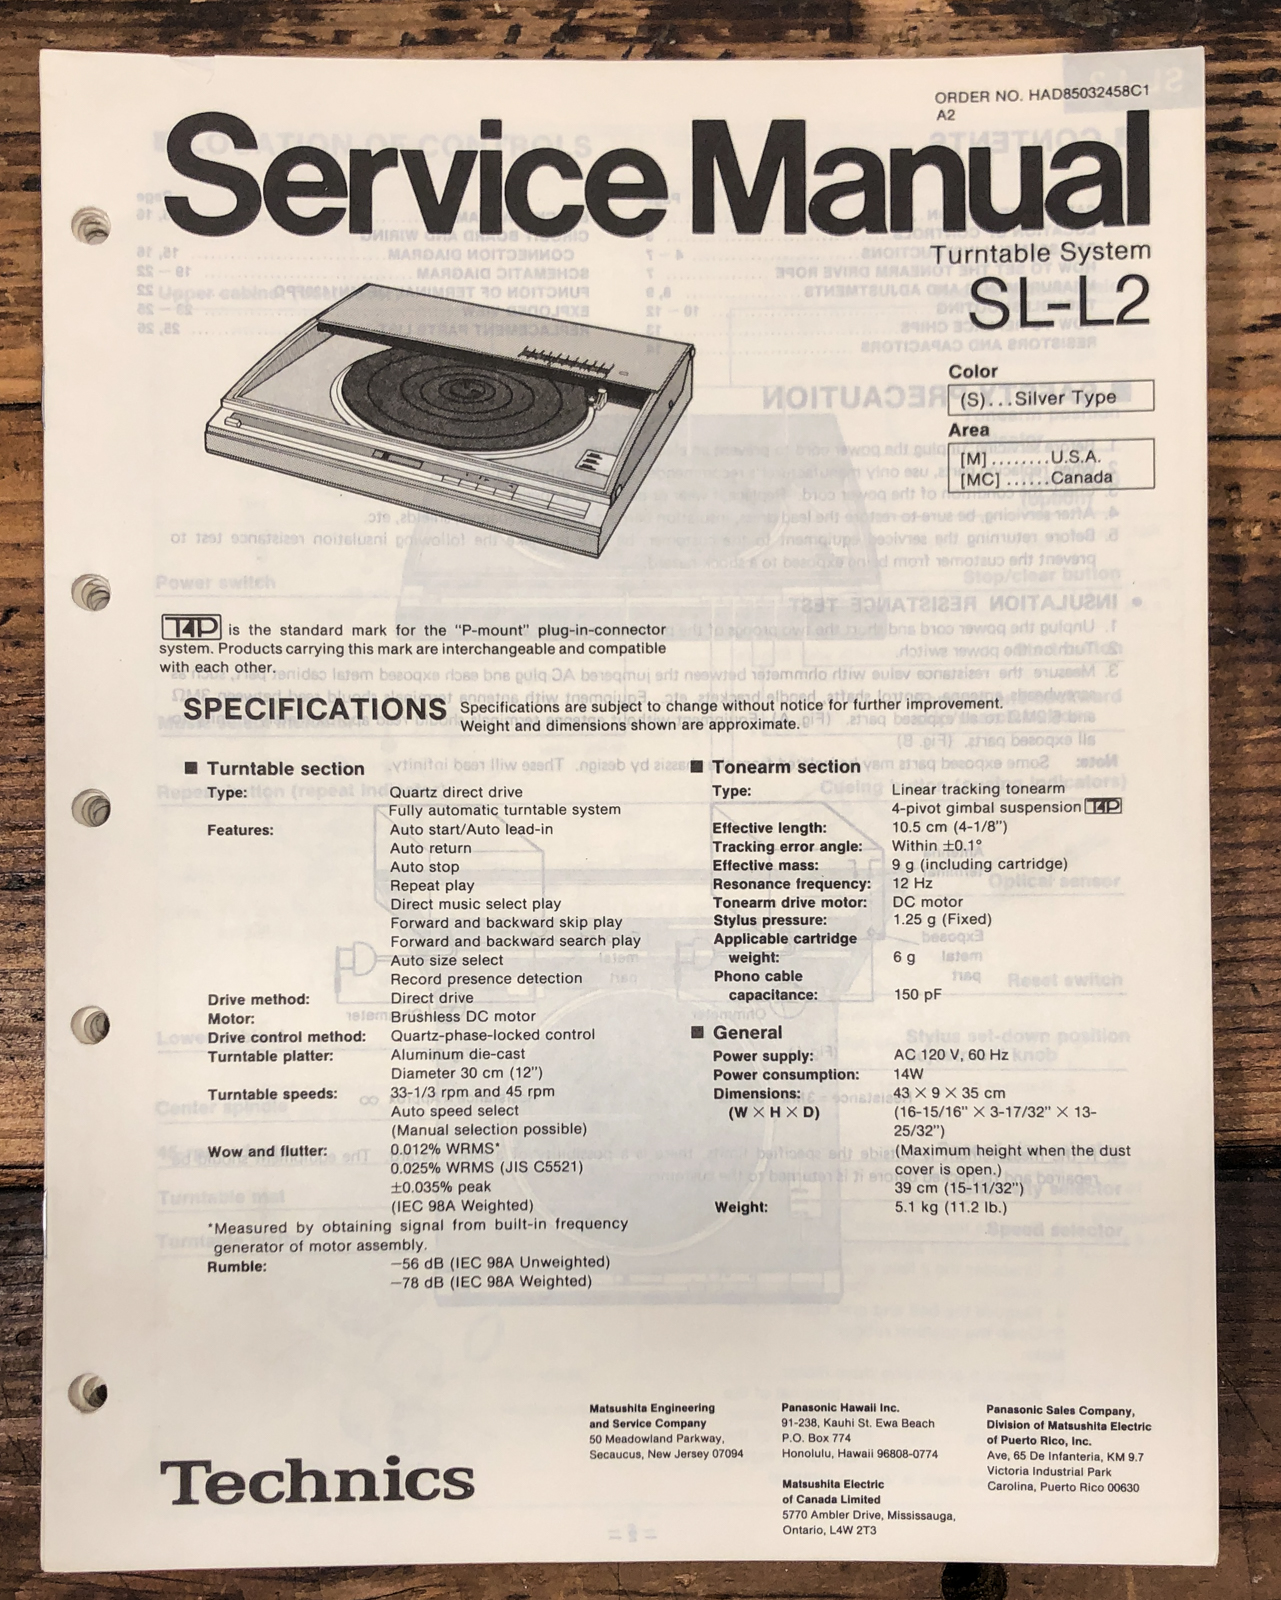 ORDER NO. HAD85032458C1
A2
Service Manual
Turntable System
SL-L2
Color
(S)...Silver Type
Area
[M]........U.S.A.
[MC]......Canada
T4P is the standard mark for the "P-mount" plug-in-connector
system. Products carrying this mark are interchangeable and compatible
with each other.
SPECIFICATIONS Specifications are subject to change without notice for further improvement.
Weight and dimensions shown are approximate.
■ Turntable section
Type: Quartz direct drive
Fully automatic turntable system
Features: Auto start/Auto lead-in
Auto return
Auto stop
Repeat play
Direct music select play
Forward and backward skip play
Forward and backward search play
Auto size select
Record presence detection
Drive method: Direct drive
Motor: Brushless DC motor
Drive control method: Quartz-phase-locked control
Turntable platter: Aluminum die-cast
Diameter 30 cm (12")
Turntable speeds: 33-1/3 rpm and 45 rpm
Auto speed select
(Manual selection possible)
Wow and flutter: 0.012% WRMS*
0.025% WRMS (JIS C5521)
±0.035% peak
(IEC 98A Weighted)
*Measured by obtaining signal from built-in frequency
generator of motor assembly.
Rumble: −56 dB (IEC 98A Unweighted)
−78 dB (IEC 98A Weighted)
■ Tonearm section
Type: Linear tracking tonearm
4-pivot gimbal suspension T4P
Effective length: 10.5 cm (4-1/8")
Tracking error angle: Within ±0.1°
Effective mass: 9 g (including cartridge)
Resonance frequency: 12 Hz
Tonearm drive motor: DC motor
Stylus pressure: 1.25 g (Fixed)
Applicable cartridge
weight: 6 g
Phono cable
capacitance: 150 pF
■ General
Power supply: AC 120 V, 60 Hz
Power consumption: 14W
Dimensions: 43 × 9 × 35 cm
(W × H × D) (16-15/16" × 3-17/32" × 13-
25/32")
(Maximum height when the dust
cover is open.)
39 cm (15-11/32")
Weight: 5.1 kg (11.2 lb.)
Technics
Matsushita Engineering
and Service Company
50 Meadowland Parkway,
Secaucus, New Jersey 07094
Panasonic Hawaii Inc.
91-238, Kauhi St. Ewa Beach
P.O. Box 774
Honolulu, Hawaii 96808-0774
Matsushita Electric
of Canada Limited
5770 Ambler Drive, Mississauga,
Ontario, L4W 2T3
Panasonic Sales Company,
Division of Matsushita Electric
of Puerto Rico, Inc.
Ave, 65 De Infanteria, KM 9.7
Victoria Industrial Park
Carolina, Puerto Rico 00630